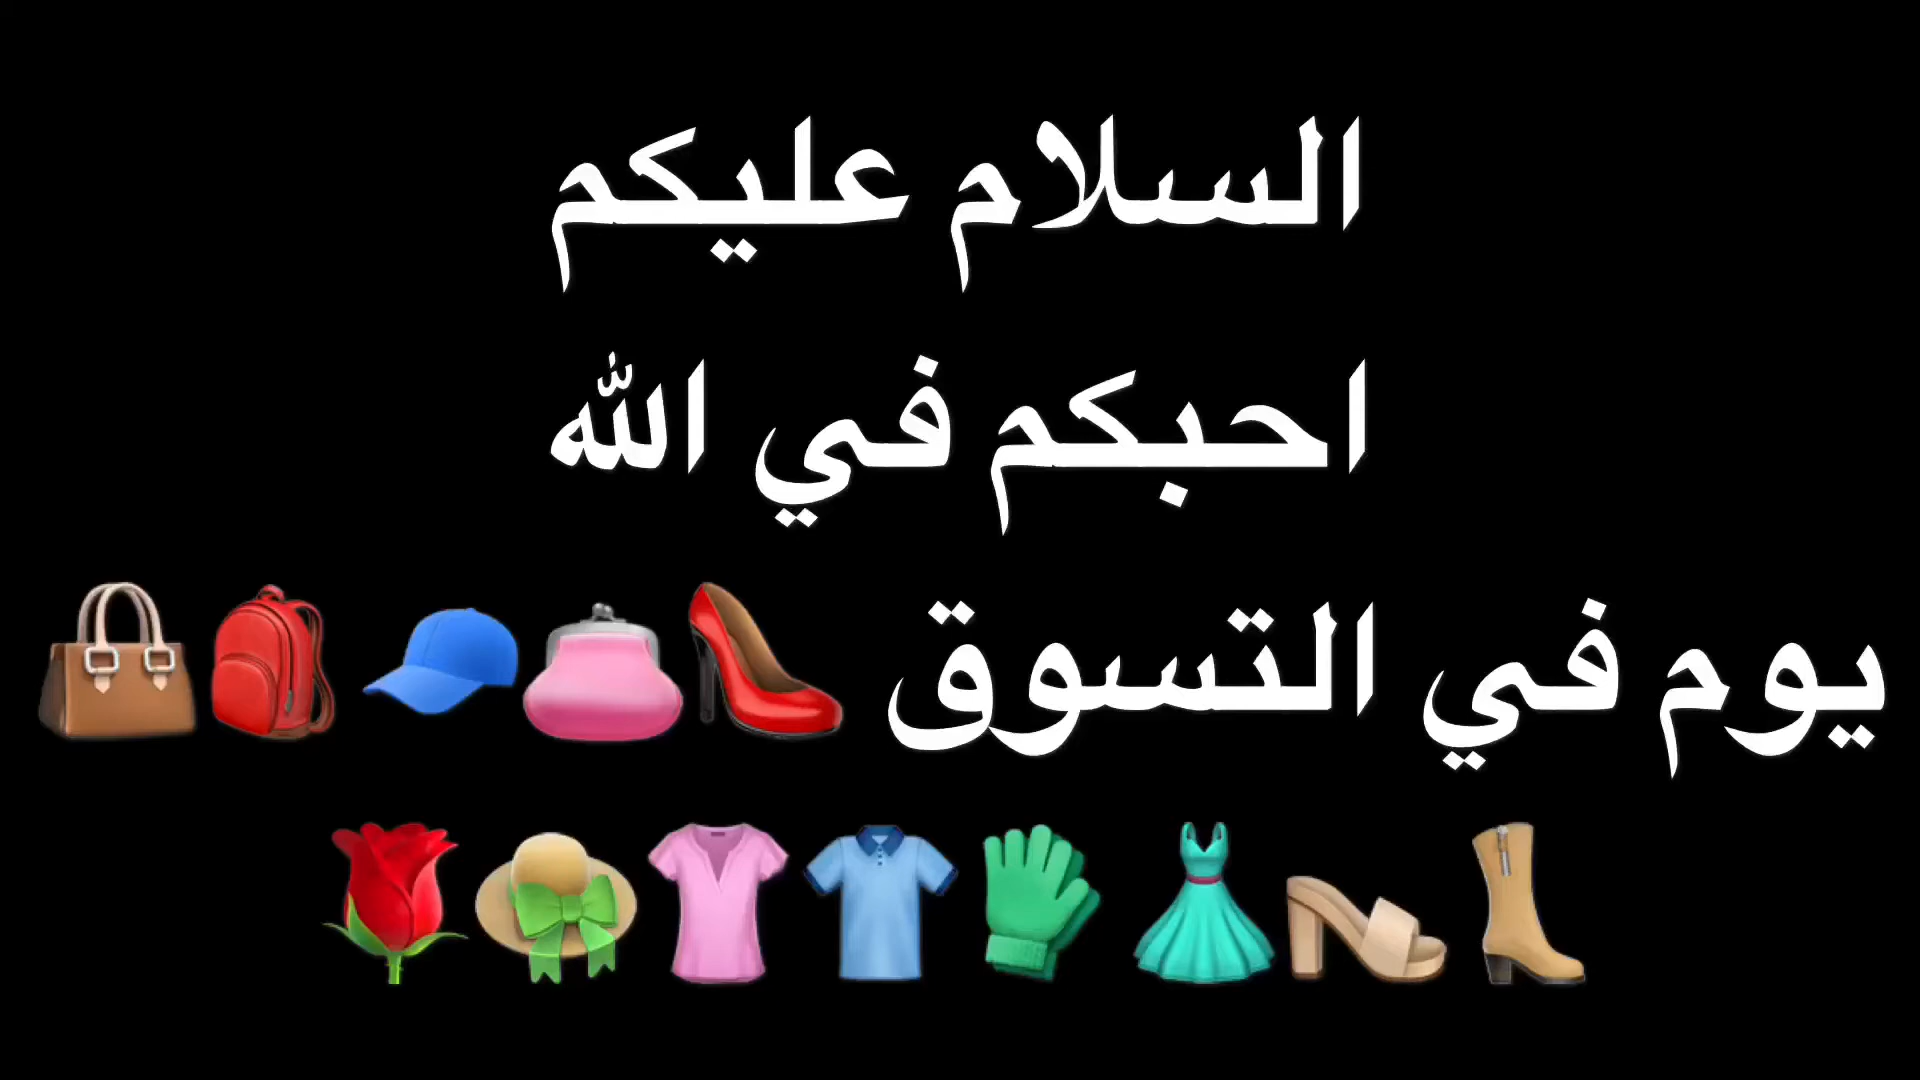 السلام عليكم
احبكم في الله
يوم في التسوق 👠👛🧢🎒👜
👢👡👗🧤👕👚👒🌹